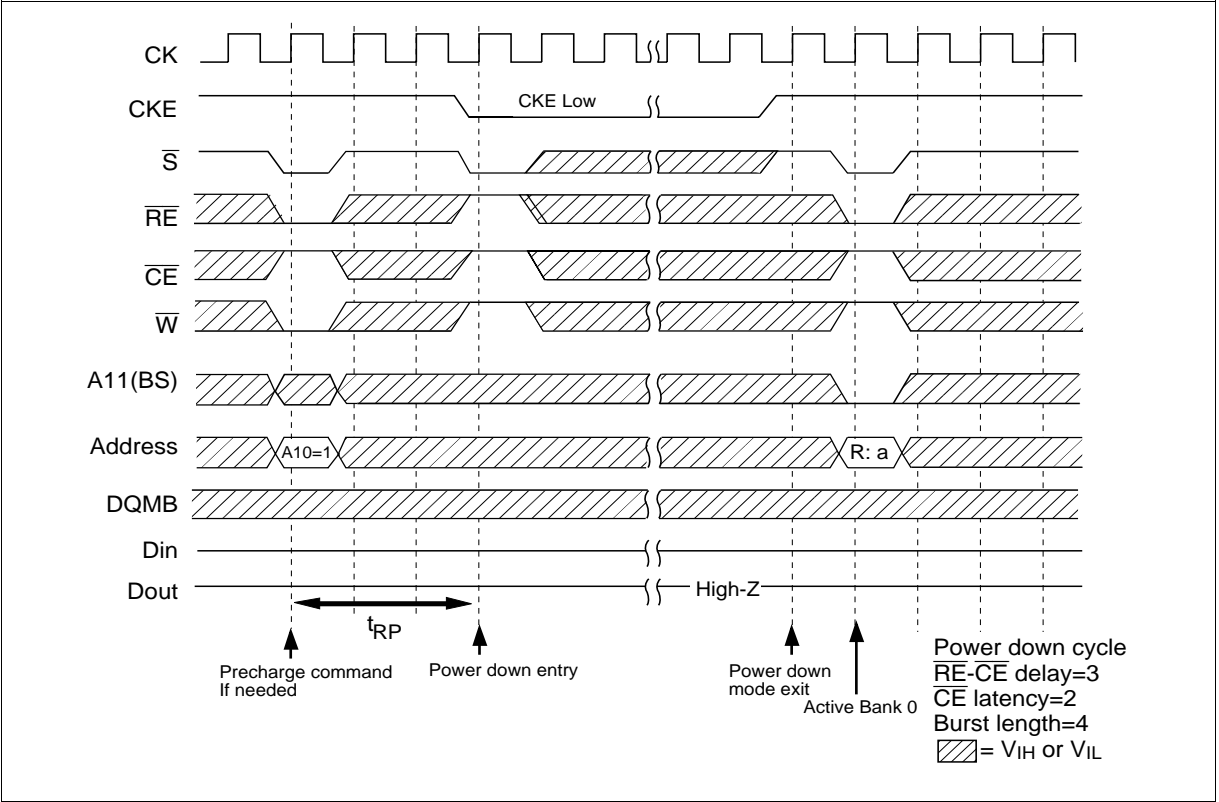 CK
CKE
CKE Low
S
RE
CE
W
A11(BS)
Address
A10=1
R: a
DQMB
Din
Dout
High-Z
tRP
Precharge command
If needed
Power down entry
Power down
mode exit
Active Bank 0
Power down cycle
RE-CE delay=3
CE latency=2
Burst length=4
= VIH or VIL